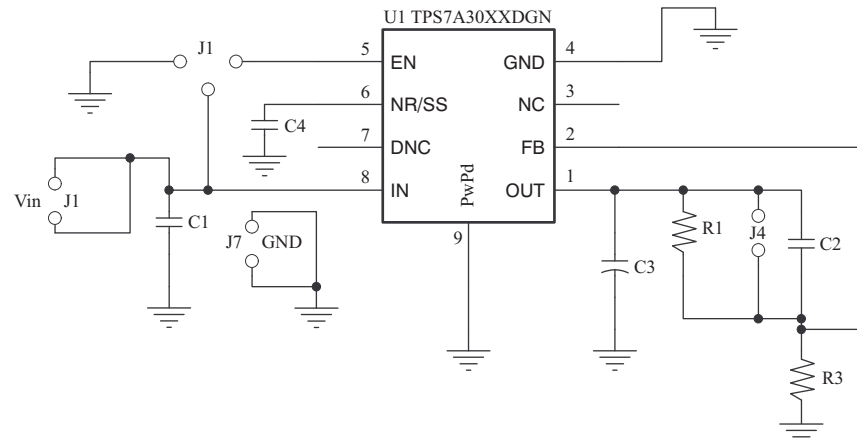 U1 TPS7A30XXDGN
J1
5
EN
GND
4
6
NR/SS
NC
3
C4
7
DNC
FB
2
8
IN
OUT
1
PwPd
Vin
J1
C1
J7
GND
9
C3
R1
J4
C2
R3